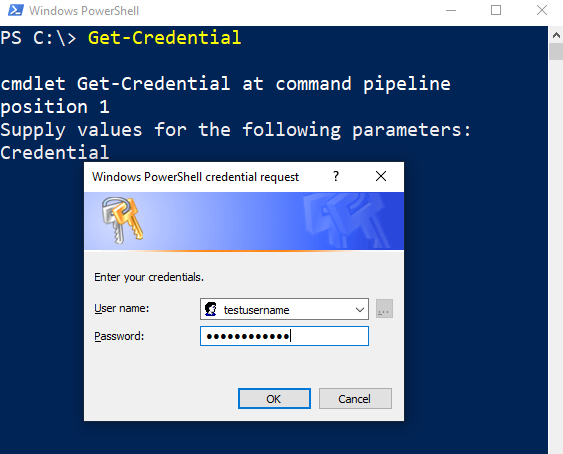 Windows PowerShell
PS C:\> Get-Credential
cmdlet Get-Credential at command pipeline
position 1
Supply values for the following parameters:
Credential
Windows PowerShell credential request
Enter your credentials.
User name: testusername ...
Password: ●●●●●●●●●●●●
OK Cancel